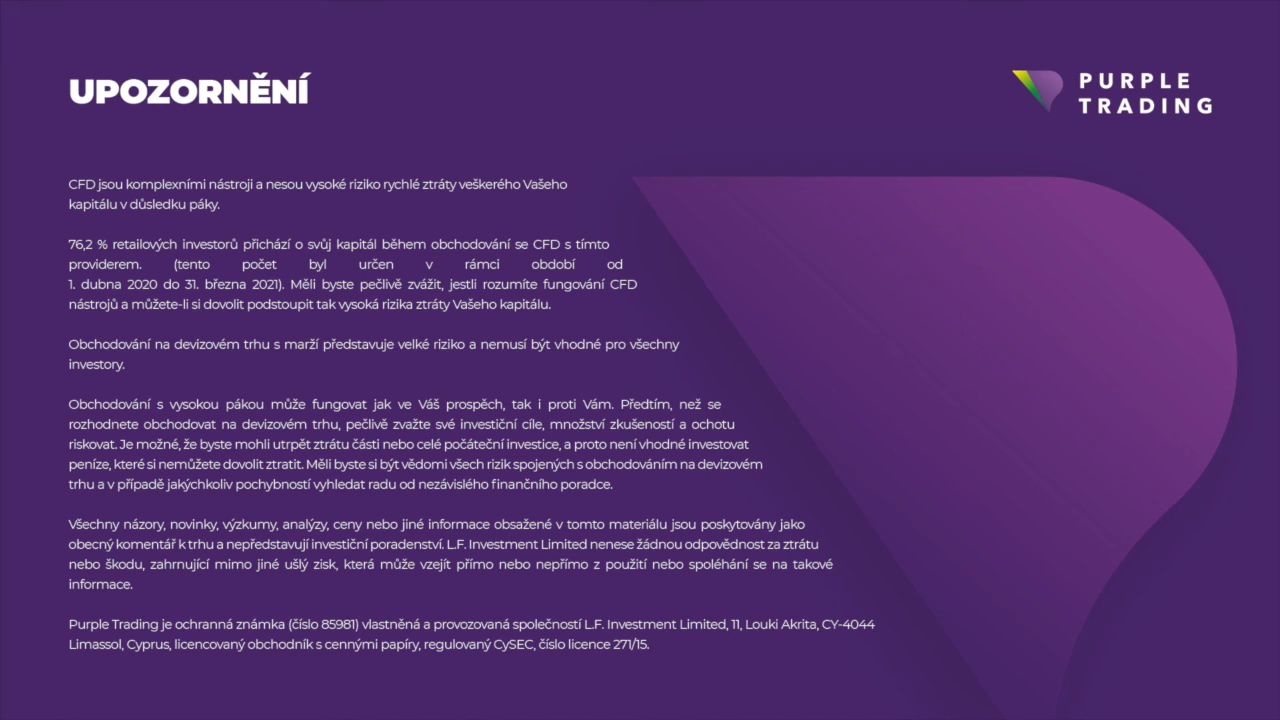 UPOZORNĚNÍ
PURPLE
TRADING
CFD jsou komplexními nástroji a nesou vysoké riziko rychlé ztráty veškerého Vašeho
kapitálu v důsledku páky.
76,2 % retailových investorů přichází o svůj kapitál během obchodování se CFD s tímto
providerem. (tento počet byl určen v rámci období od
1. dubna 2020 do 31. března 2021). Měli byste pečlivě zvážit, jestli rozumíte fungování CFD
nástrojů a můžete-li si dovolit podstoupit tak vysoká rizika ztráty Vašeho kapitálu.
Obchodování na devizovém trhu s marží představuje velké riziko a nemusí být vhodné pro všechny
investory.
Obchodování s vysokou pákou může fungovat jak ve Váš prospěch, tak i proti Vám. Předtím, než se
rozhodnete obchodovat na devizovém trhu, pečlivě zvažte své investiční cíle, množství zkušeností a ochotu
riskovat. Je možné, že byste mohli utrpět ztrátu části nebo celé počáteční investice, a proto není vhodné investovat
peníze, které si nemůžete dovolit ztratit. Měli byste si být vědomi všech rizik spojených s obchodováním na devizovém
trhu a v případě jakýchkoliv pochybností vyhledat radu od nezávislého finančního poradce.
Všechny názory, novinky, výzkumy, analýzy, ceny nebo jiné informace obsažené v tomto materiálu jsou poskytovány jako
obecný komentář k trhu a nepředstavují investiční poradenství. L.F. Investment Limited nenese žádnou odpovědnost za ztrátu
nebo škodu, zahrnující mimo jiné ušlý zisk, která může vzejít přímo nebo nepřímo z použití nebo spoléhání se na takové
informace.
Purple Trading je ochranná známka (číslo 85981) vlastněná a provozovaná společností L.F. Investment Limited, 11, Louki Akrita, CY-4044
Limassol, Cyprus, licencovaný obchodník s cennými papíry, regulovaný CySEC, číslo licence 271/15.